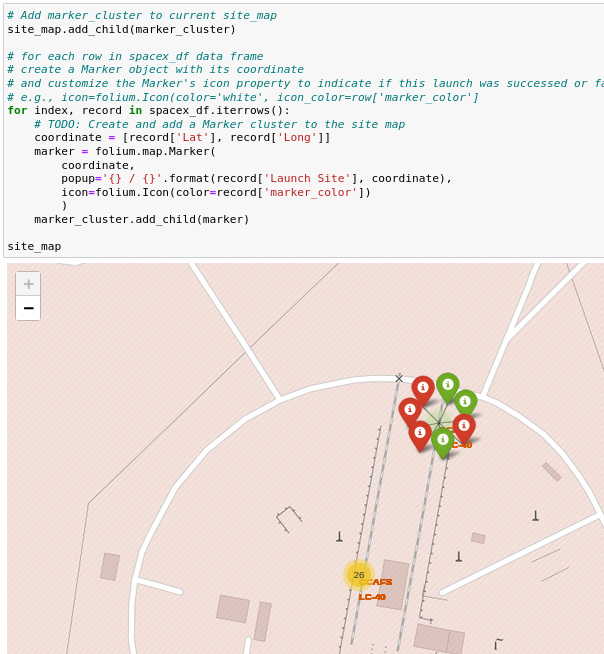 # Add marker_cluster to current site_map
site_map.add_child(marker_cluster)
# for each row in spacex_df data frame
# create a Marker object with its coordinate
# and customize the Marker's icon property to indicate if this launch was successed or fa
# e.g., icon=folium.Icon(color='white', icon_color=row['marker_color']
for index, record in spacex_df.iterrows():
# TODO: Create and add a Marker cluster to the site map
coordinate = [record['Lat'], record['Long']]
marker = folium.map.Marker(
coordinate,
popup='{} / {}'.format(record['Launch Site'], coordinate),
icon=folium.Icon(color=record['marker_color'])
)
marker_cluster.add_child(marker)
site_map
+
−
26
CCAFS
LC-40